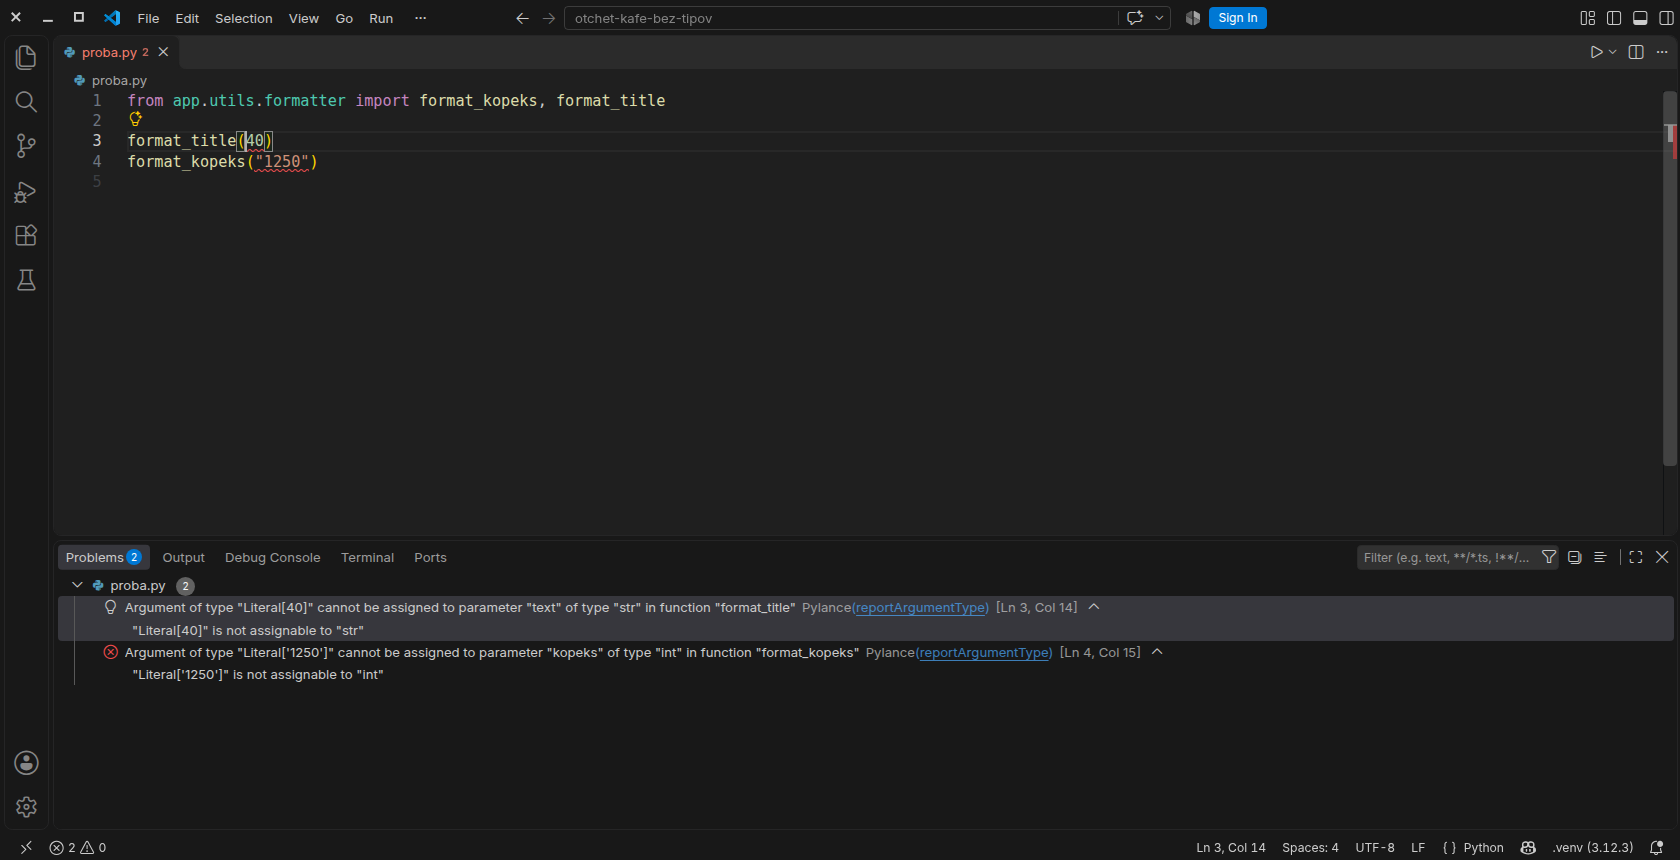 File Edit Selection View Go Run ··· otchet-kafe-bez-tipov Sign In
proba.py 2
proba.py
1 from app.utils.formatter import format_kopeks, format_title
2
3 format_title(40)
4 format_kopeks("1250")
5
Problems 2 Output Debug Console Terminal Ports Filter (e.g. text, **/*.ts, !**/...
proba.py 2
Argument of type "Literal[40]" cannot be assigned to parameter "text" of type "str" in function "format_title" Pylance(reportArgumentType) [Ln 3, Col 14]
"Literal[40]" is not assignable to "str"
Argument of type "Literal['1250']" cannot be assigned to parameter "kopeks" of type "int" in function "format_kopeks" Pylance(reportArgumentType) [Ln 4, Col 15]
"Literal['1250']" is not assignable to "int"
2 0 Ln 3, Col 14 Spaces: 4 UTF-8 LF { } Python .venv (3.12.3)